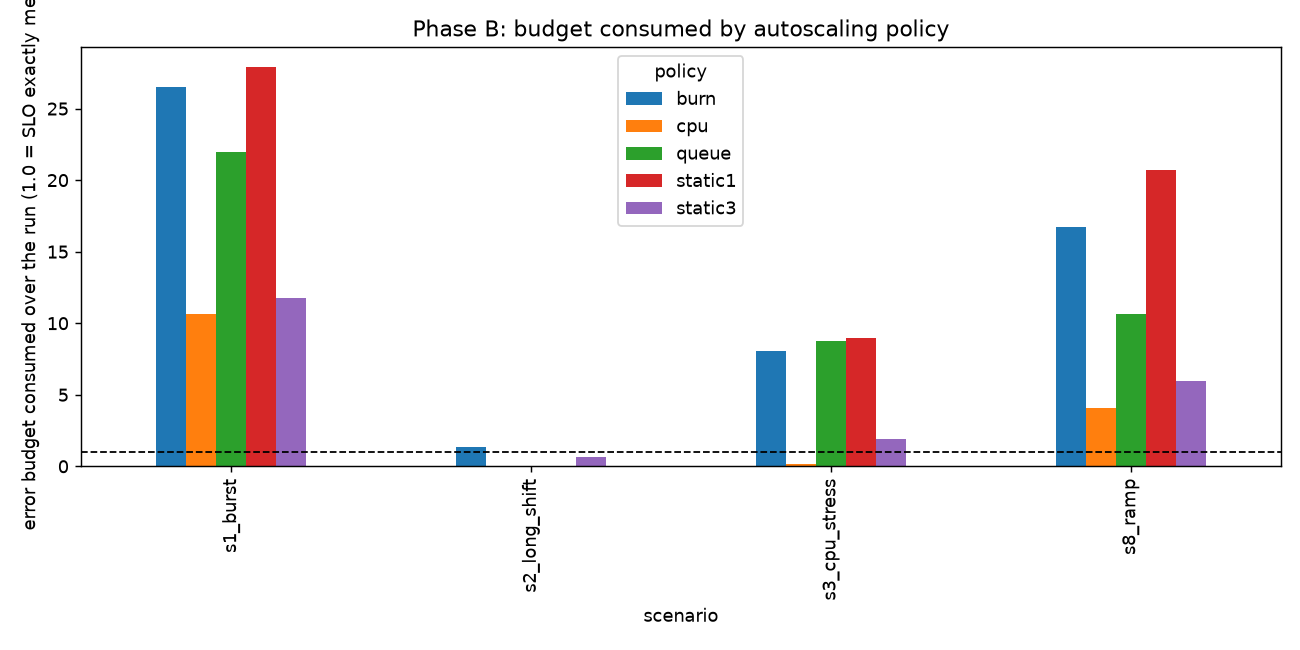 Phase B: budget consumed by autoscaling policy
error budget consumed over the run (1.0 = SLO exactly me
25
20
15
10
5
0
policy
burn
cpu
queue
static1
static3
s1_burst
s2_long_shift
s3_cpu_stress
s8_ramp
scenario